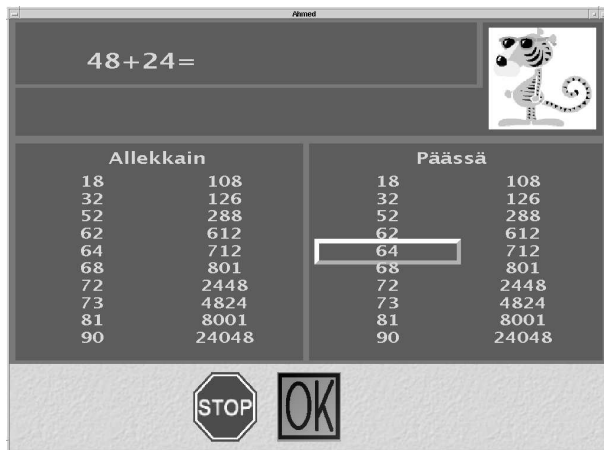 Ahmed
48+24=
Allekkain Päässä
18 108 18 108
32 126 32 126
52 288 52 288
62 612 62 612
64 712 64 712
68 801 68 801
72 2448 72 2448
73 4824 73 4824
81 8001 81 8001
90 24048 90 24048
STOP OK